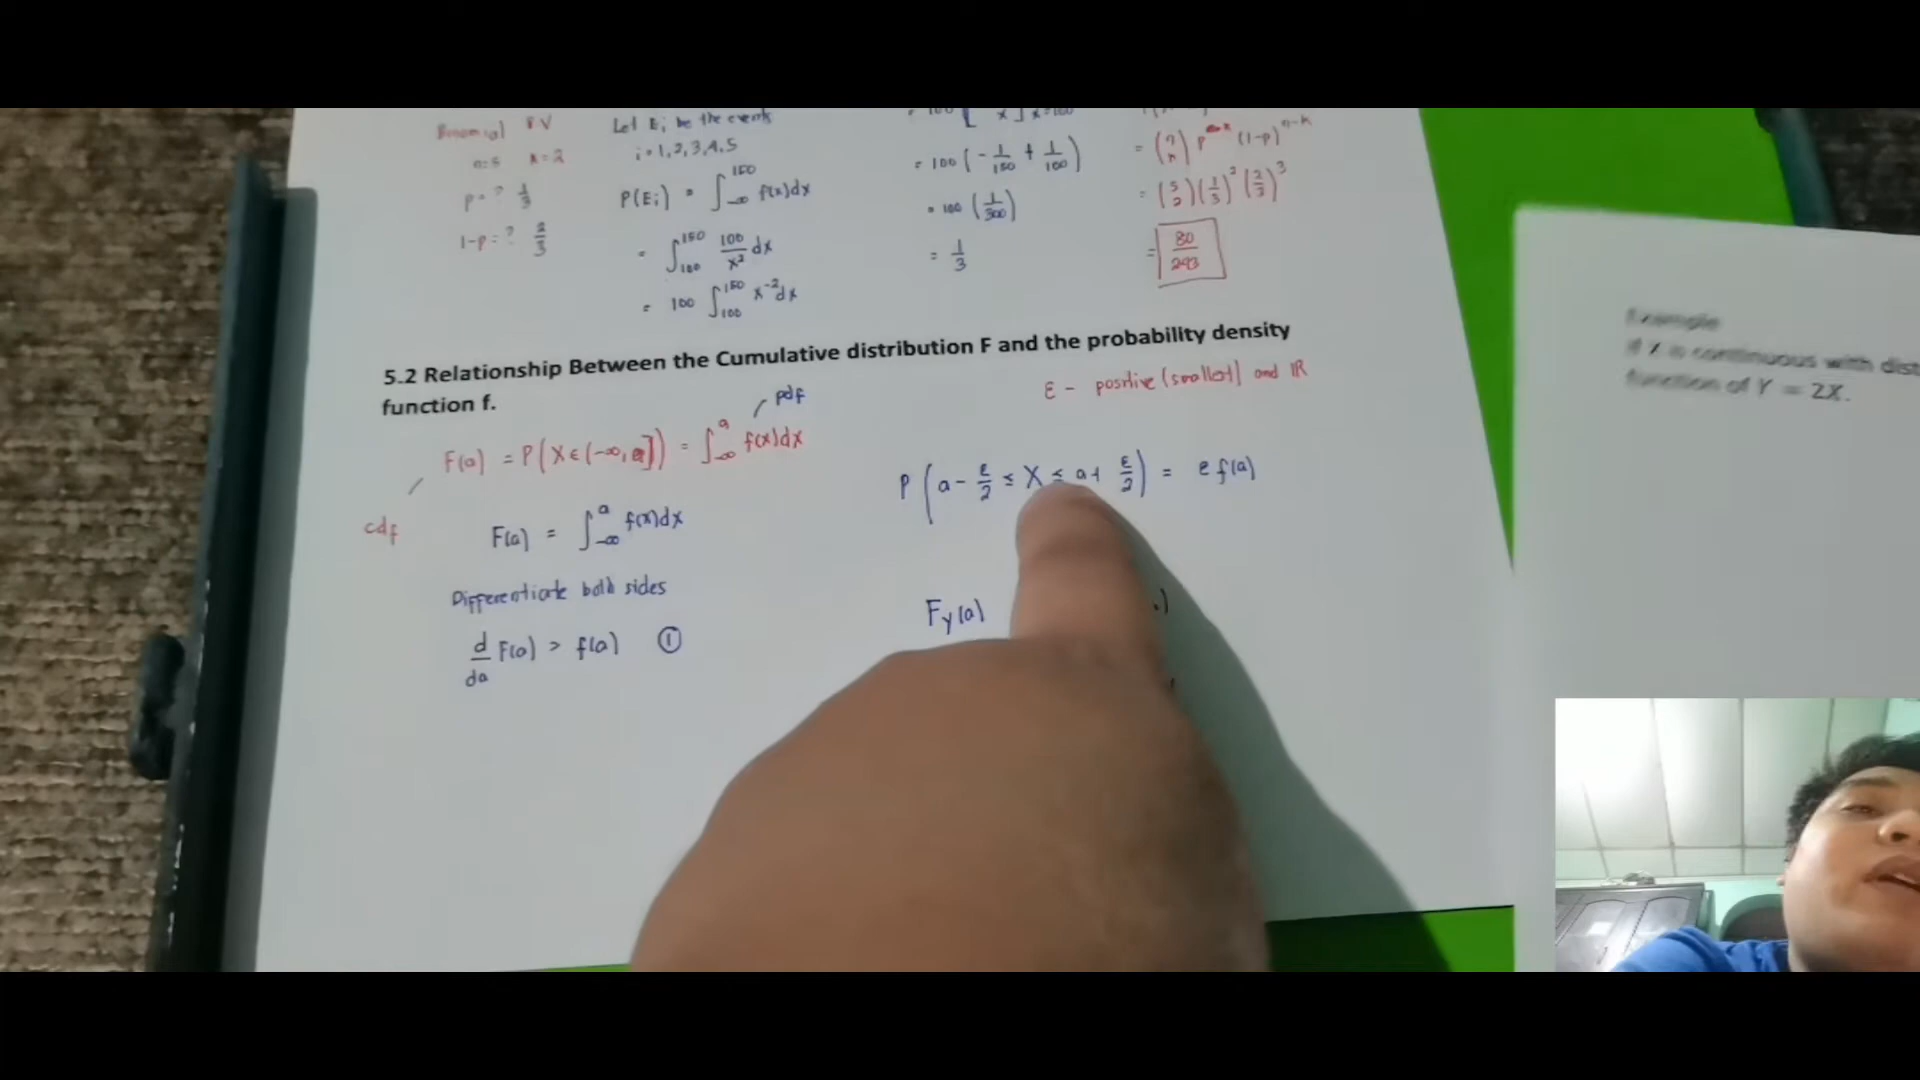 Binomial r.v
n=5 k=2
p=? 1/3
1-p=? 2/3
Let Ei be the events
i=1,2,3,4,5
P(Ei) = ∫_{-∞}^{150} f(x)dx
= ∫_{100}^{150} 100/x² dx
= 100 ∫_{100}^{150} x⁻²dx
= 100 (-1/150 + 1/100)
= 100 (1/300)
= 1/3
= (n k) p^k (1-p)^{n-k}
= (5 2)(1/3)²(2/3)³
= 80/243
5.2 Relationship Between the Cumulative distribution F and the probability density
function f.
pdf
F(a) = P(X∈(-∞,a]) = ∫_{-∞}^{a} f(x)dx
cdf
F(a) = ∫_{-∞}^{a} f(x)dx
Differentiate both sides
d/da F(a) = f(a) ①
ε - positive (smallest) and IR
P(a - ε/2 ≤ X ≤ a + ε/2) = ε f(a)
F_Y(a)
Example
If X is continuous with dist
function of Y = 2X.